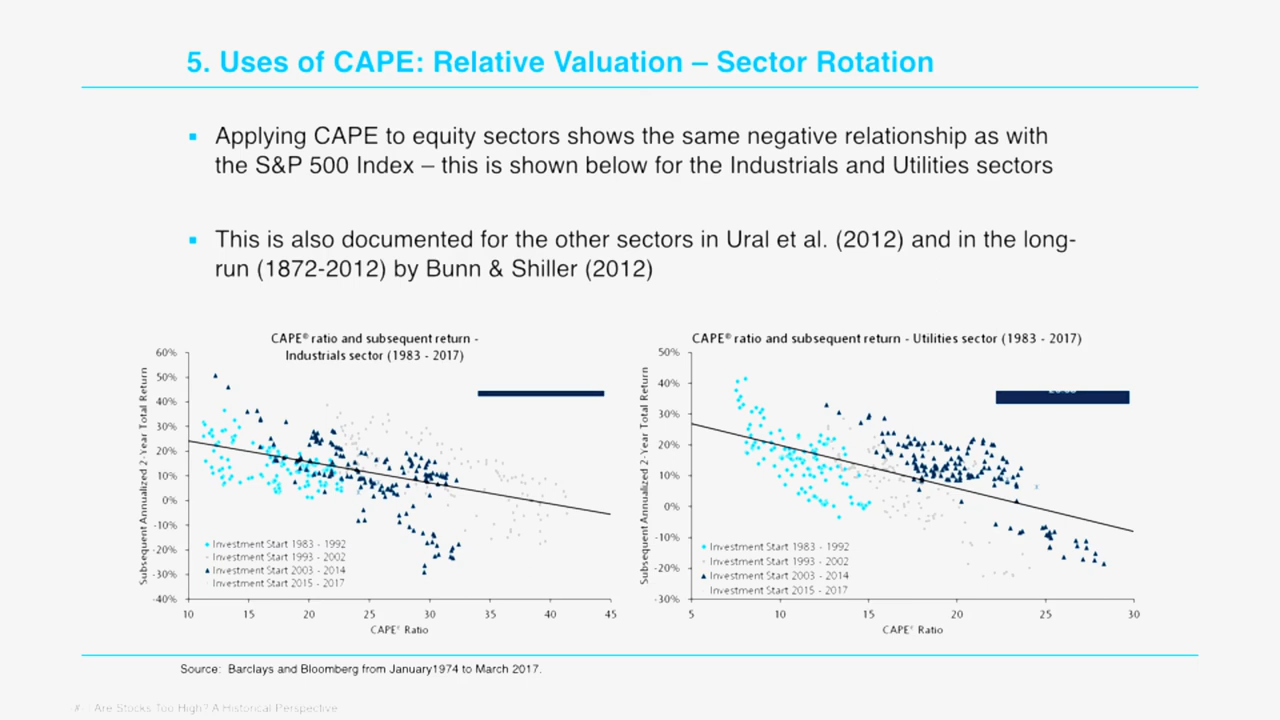 5. Uses of CAPE: Relative Valuation – Sector Rotation
▪ Applying CAPE to equity sectors shows the same negative relationship as with
the S&P 500 Index – this is shown below for the Industrials and Utilities sectors
▪ This is also documented for the other sectors in Ural et al. (2012) and in the long-
run (1872-2012) by Bunn & Shiller (2012)
CAPE® ratio and subsequent return -
Industrials sector (1983 - 2017)
Subsequent Annualized 2-Year Total Return
60%
50%
40%
30%
20%
10%
0%
-10%
-20%
-30%
-40%
Investment Start 1983 - 1992
Investment Start 1993 - 2002
Investment Start 2003 - 2014
Investment Start 2015 - 2017
10 15 20 25 30 35 40 45
CAPE® Ratio
CAPE® ratio and subsequent return - Utilities sector (1983 - 2017)
Subsequent Annualized 2-Year Total Return
50%
40%
30%
20%
10%
0%
-10%
-20%
-30%
Investment Start 1983 - 1992
Investment Start 1993 - 2002
Investment Start 2003 - 2014
Investment Start 2015 - 2017
5 10 15 20 25 30
CAPE® Ratio
Source: Barclays and Bloomberg from January1974 to March 2017.
# Are Stocks Too High? A Historical Perspective